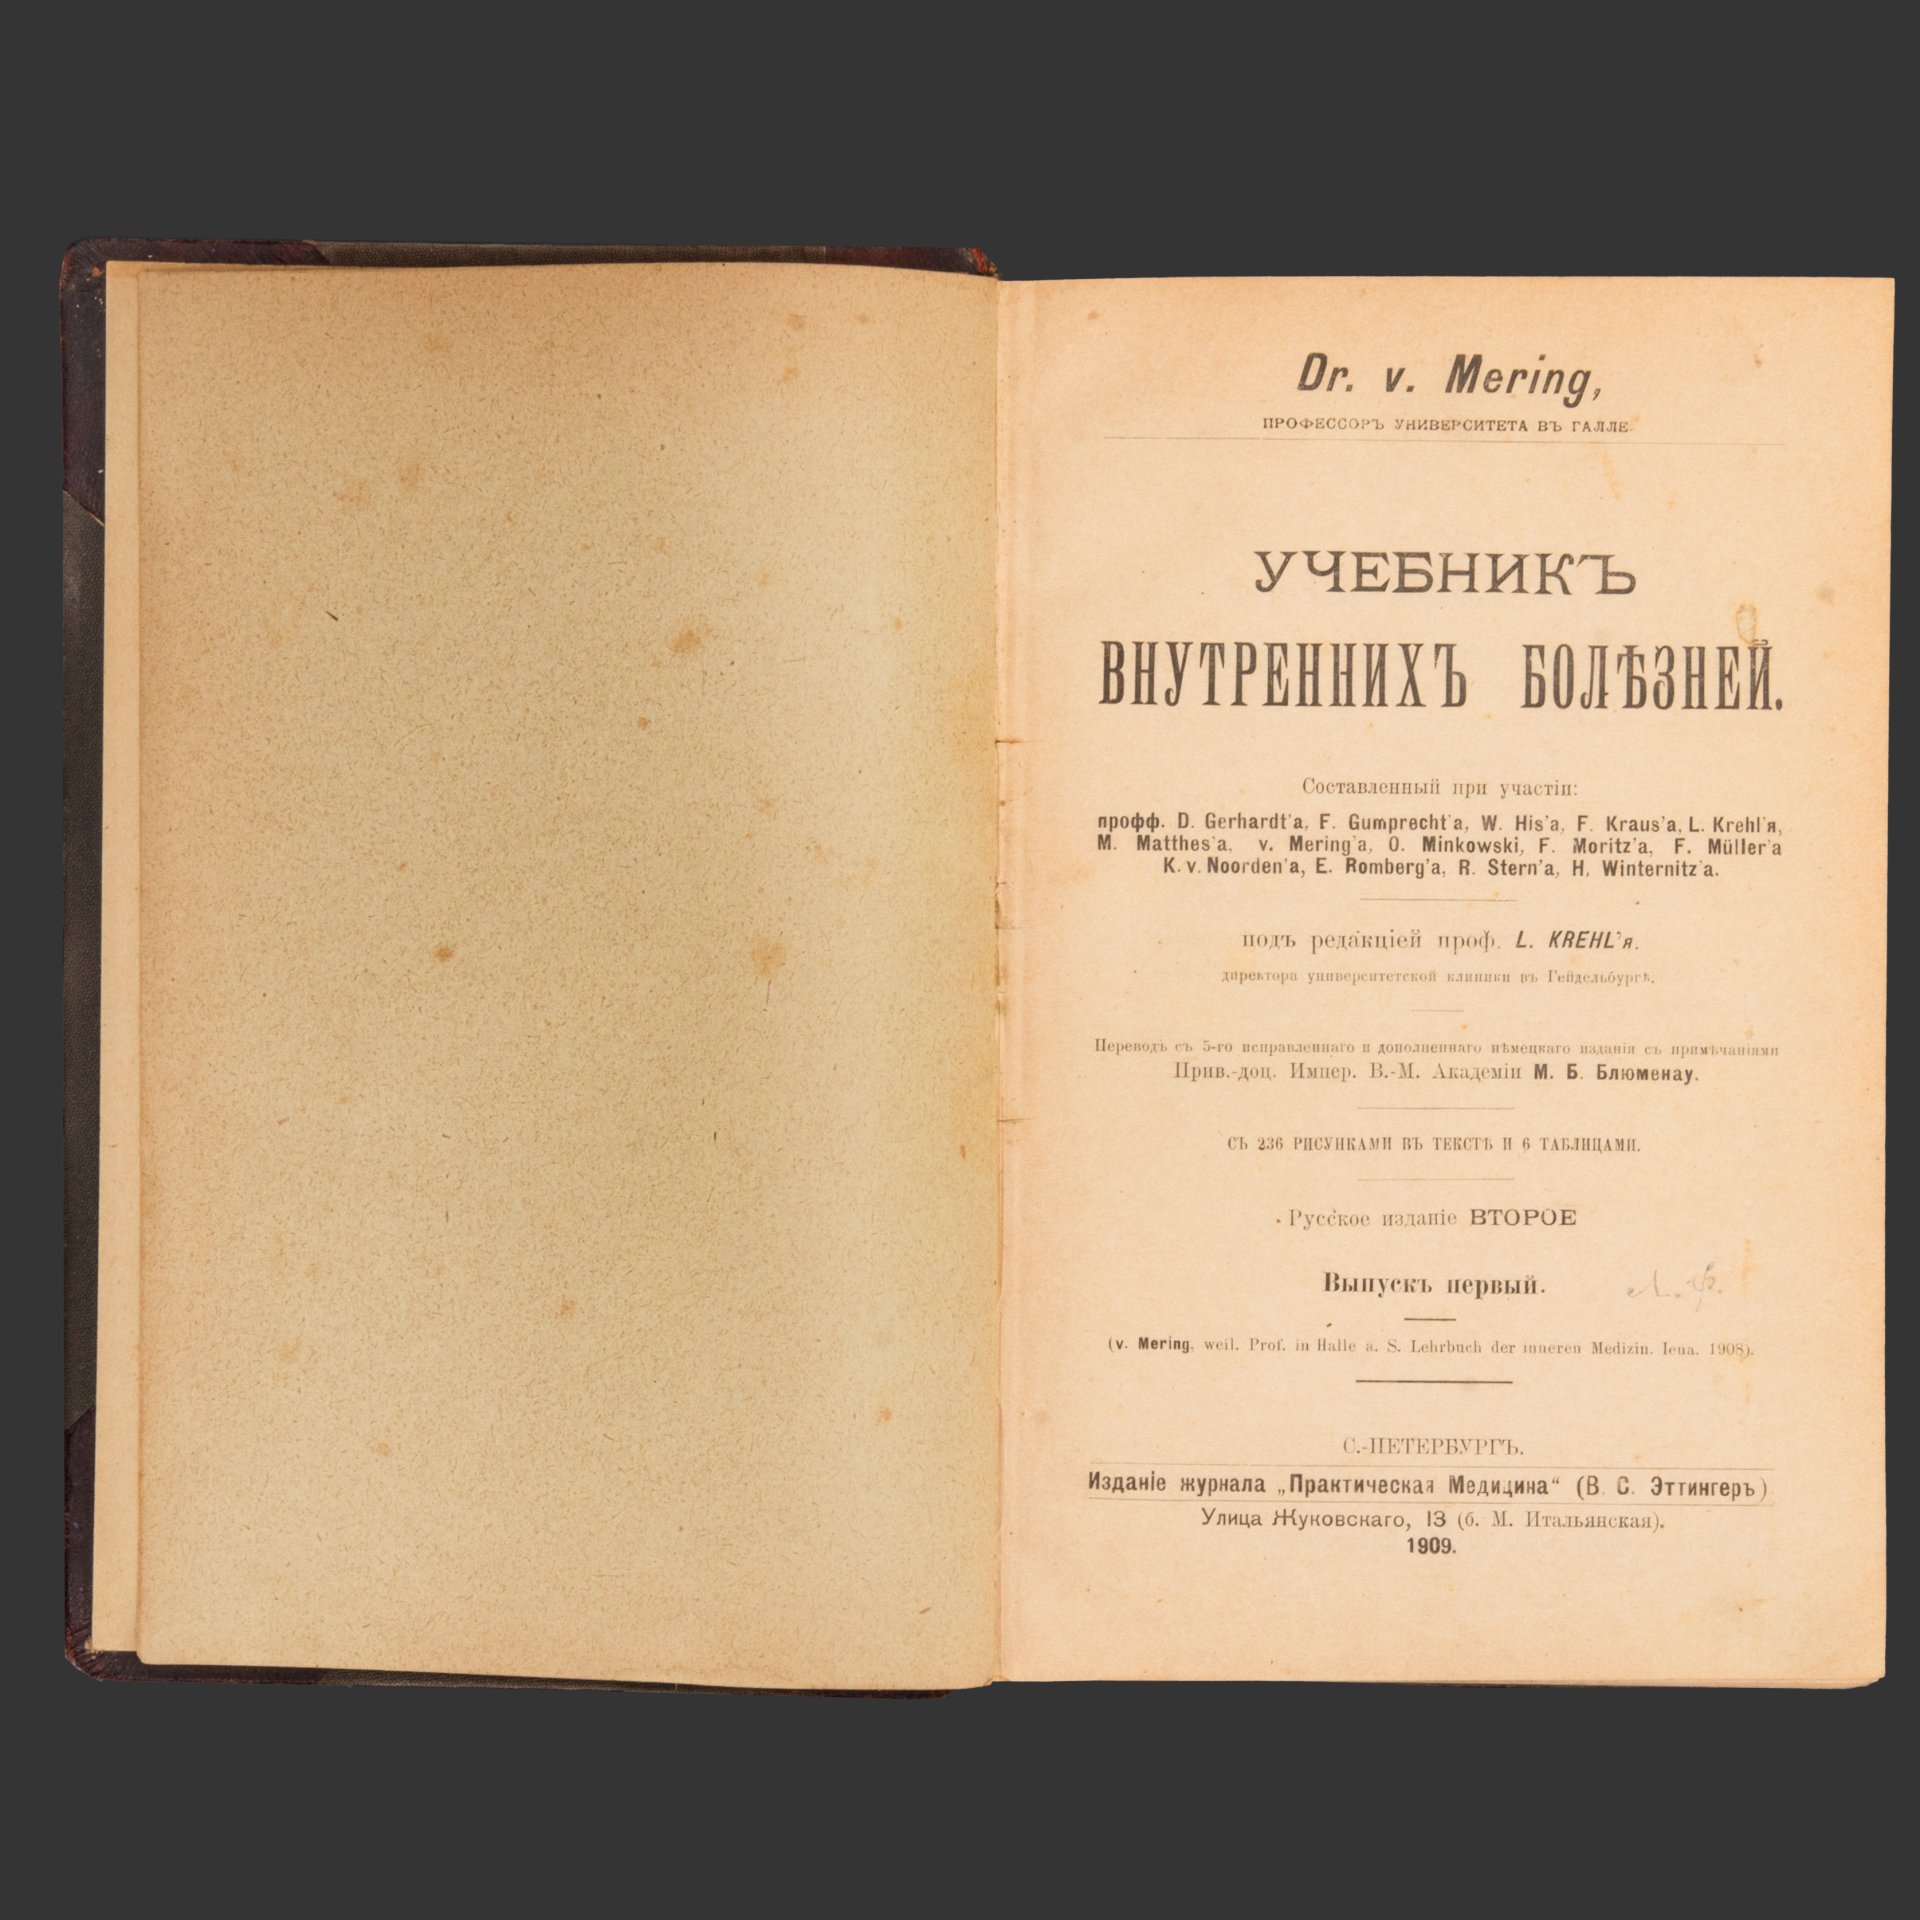 Dr. v. Mering,
ПРОФЕССОРЪ УНИВЕРСИТЕТА ВЪ ГАЛЛЕ
УЧЕБНИКЪ
ВНУТРЕННИХЪ БОЛѢЗНЕЙ.
Составленный при участіи:
профф. D. Gerhardt'a, F. Gumprecht'a, W. His'a, F. Kraus'a, L. Krehl'я,
M. Matthes'a, v. Mering'a, O. Minkowski, F. Moritz'a, F. Müller'a
K. v. Noorden'a, E. Romberg'a, R. Stern'a, H. Winternitz'a.
подъ редакціей проф. L. KREHL'я.
директора университетской клиники въ Гейдельбургѣ.
Переводъ съ 5-го исправленнаго и дополненнаго нѣмецкаго изданія съ примѣчаніями
Прив.-доц. Импер. В.-М. Академіи М. Б. Блюменау.
СЪ 236 РИСУНКАМИ ВЪ ТЕКСТѢ И 6 ТАБЛИЦАМИ.
Русское изданіе ВТОРОЕ
Выпускъ первый.
(v. Mering, weil. Prof. in Halle a. S. Lehrbuch der inneren Medizin. Iena. 1908).
С.-ПЕТЕРБУРГЪ.
Изданіе журнала „Практическая Медицина“ (В. С. Эттингеръ)
Улица Жуковскаго, 13 (б. М. Итальянская).
1909.